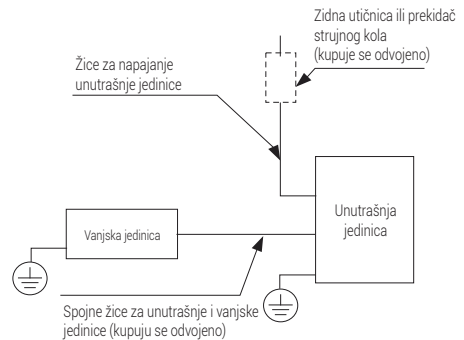 Zidna utičnica ili prekidač
strujnog kola
(kupuje se odvojeno)
Žice za napajanje
unutrašnje jedinice
Unutrašnja
jedinica
Vanjska jedinica
Spojne žice za unutrašnje i vanjske
jedinice (kupuju se odvojeno)